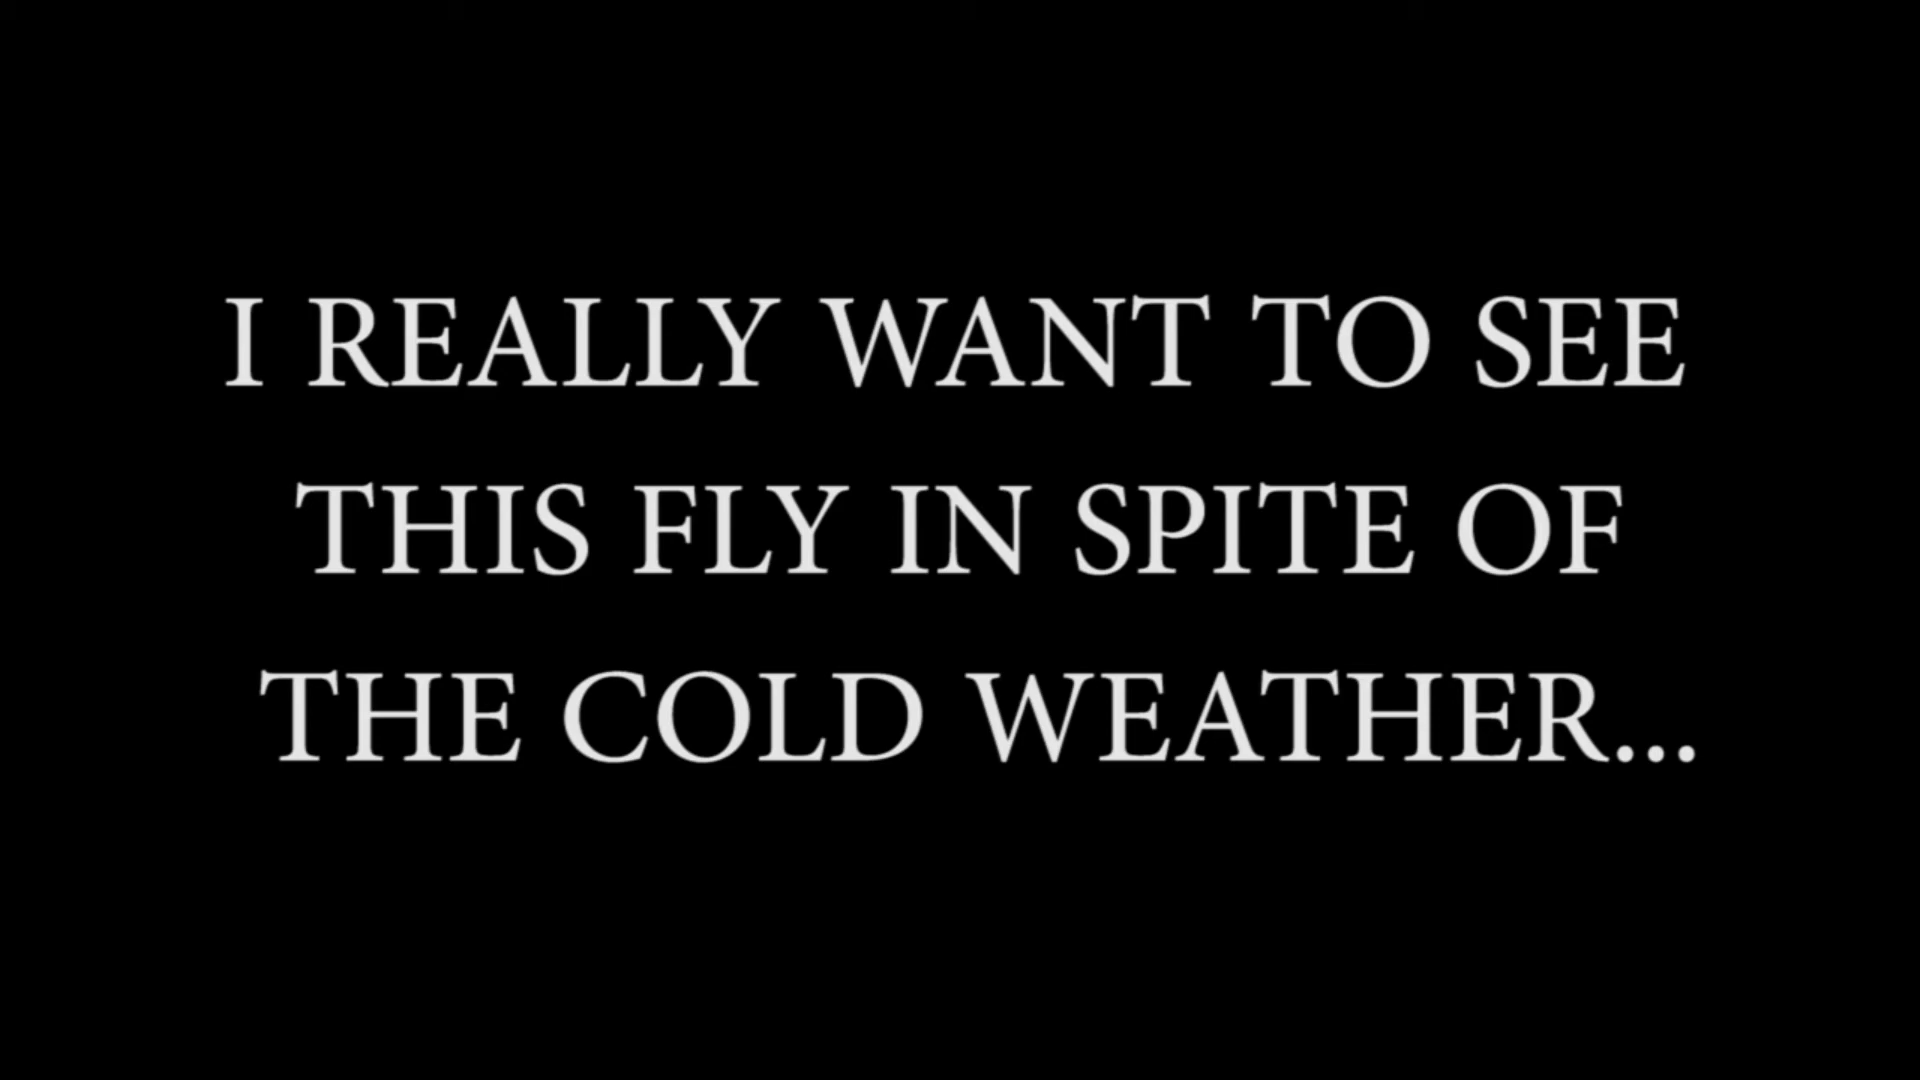 I REALLY WANT TO SEE
THIS FLY IN SPITE OF
THE COLD WEATHER...